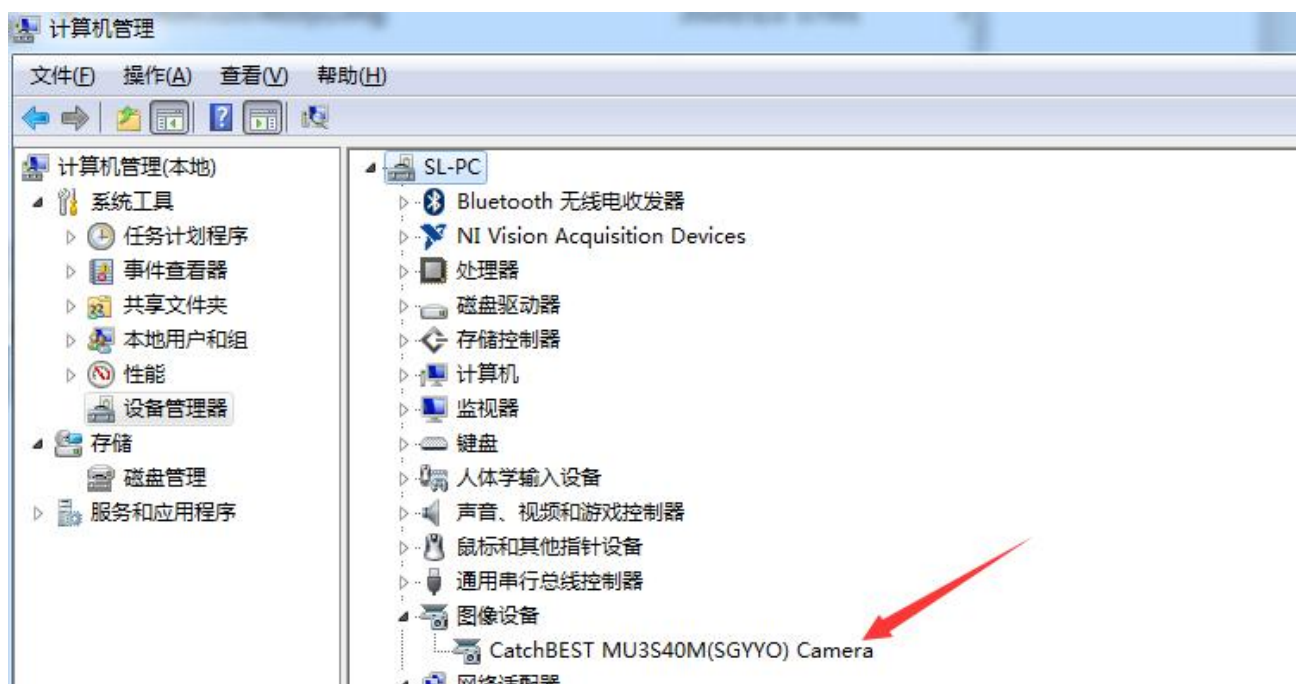 计算机管理
文件(F) 操作(A) 查看(V) 帮助(H)
计算机管理(本地)
系统工具
任务计划程序
事件查看器
共享文件夹
本地用户和组
性能
设备管理器
存储
磁盘管理
服务和应用程序
SL-PC
Bluetooth 无线电收发器
NI Vision Acquisition Devices
处理器
磁盘驱动器
存储控制器
计算机
监视器
键盘
人体学输入设备
声音、视频和游戏控制器
鼠标和其他指针设备
通用串行总线控制器
图像设备
CatchBEST MU3S40M(SGYYO) Camera
网络适配器